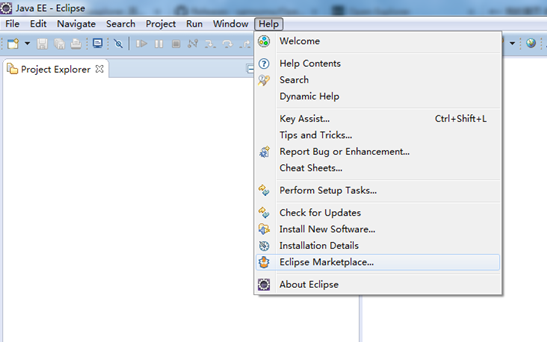 Java EE - Eclipse
File Edit Navigate Search Project Run Window Help
Project Explorer
Welcome
Help Contents
Search
Dynamic Help
Key Assist... Ctrl+Shift+L
Tips and Tricks...
Report Bug or Enhancement...
Cheat Sheets...
Perform Setup Tasks...
Check for Updates
Install New Software...
Installation Details
Eclipse Marketplace...
About Eclipse